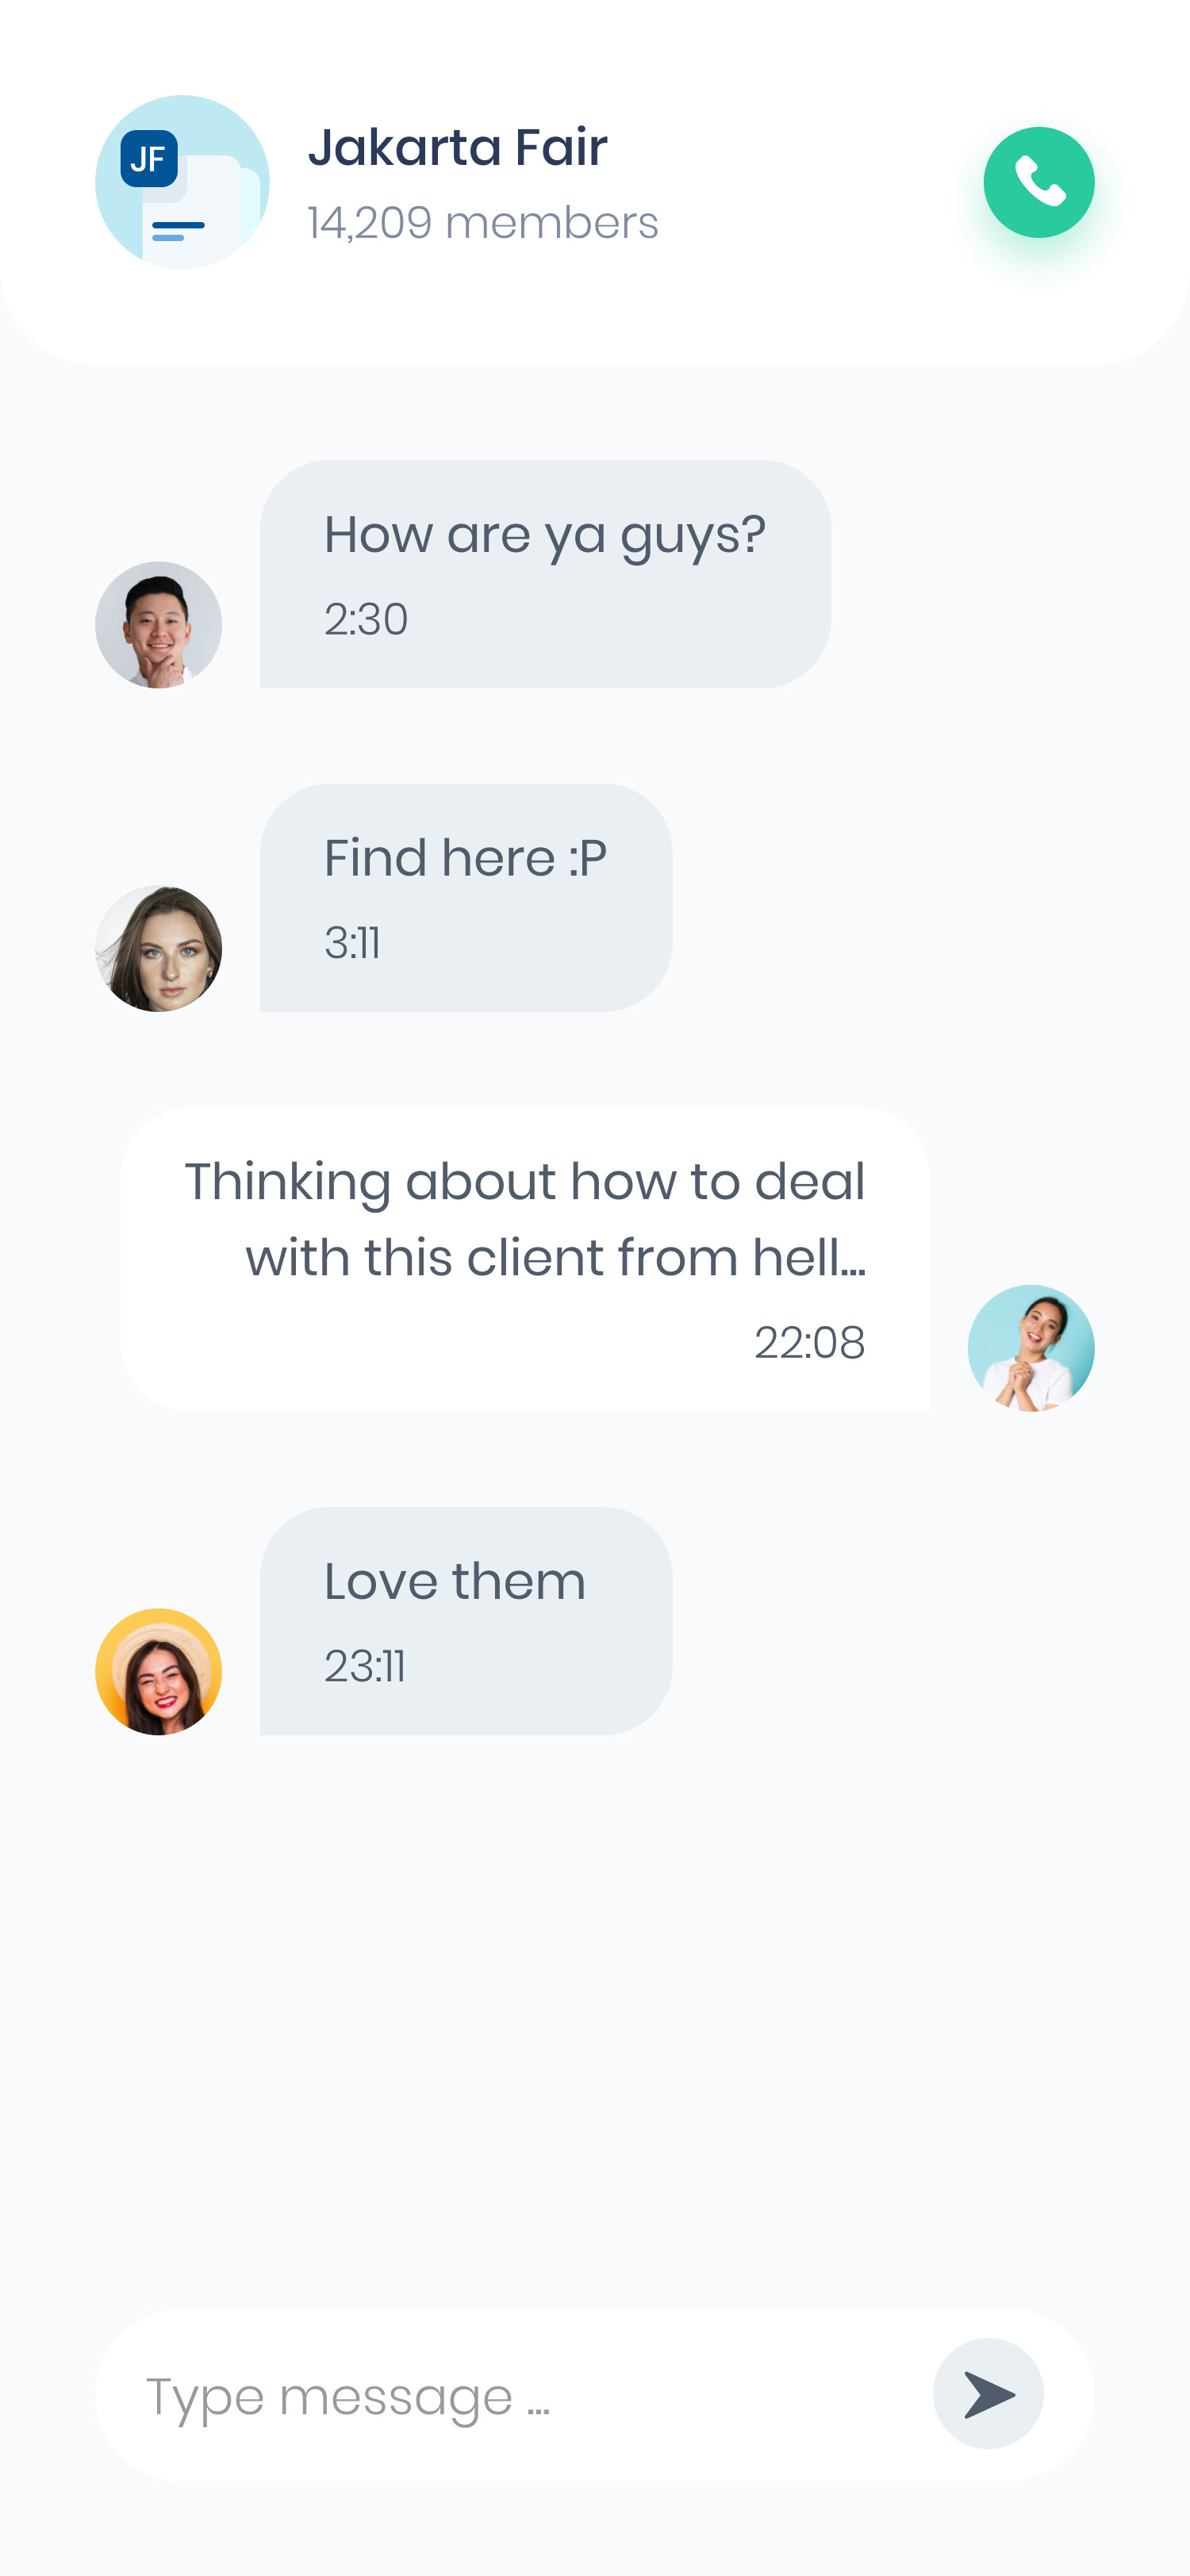 JF
Jakarta Fair
14,209 members
How are ya guys?
2:30
Find here :P
3:11
Thinking about how to deal
with this client from hell...
22:08
Love them
23:11
Type message ...